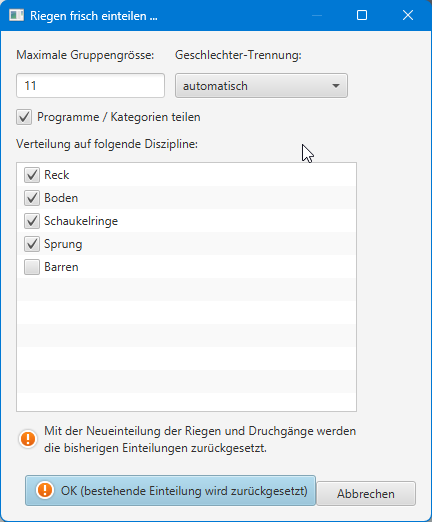 Riegen frisch einteilen ...
Maximale Gruppengrösse: Geschlechter-Trennung:
11 automatisch
Programme / Kategorien teilen
Verteilung auf folgende Diszipline:
Reck
Boden
Schaukelringe
Sprung
Barren
Mit der Neueinteilung der Riegen und Druchgänge werden
die bisherigen Einteilungen zurückgesetzt.
OK (bestehende Einteilung wird zurückgesetzt) Abbrechen